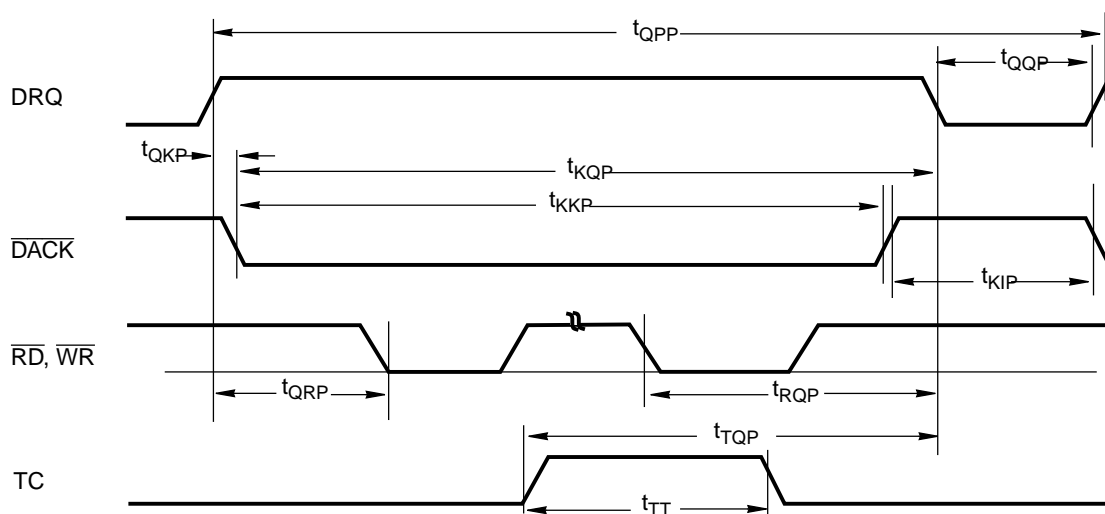 tQPP
tQQP
DRQ
tQKP
tKQP
tKKP
DACK
tKIP
RD, WR
tQRP
tRQP
tTQP
TC
tTT